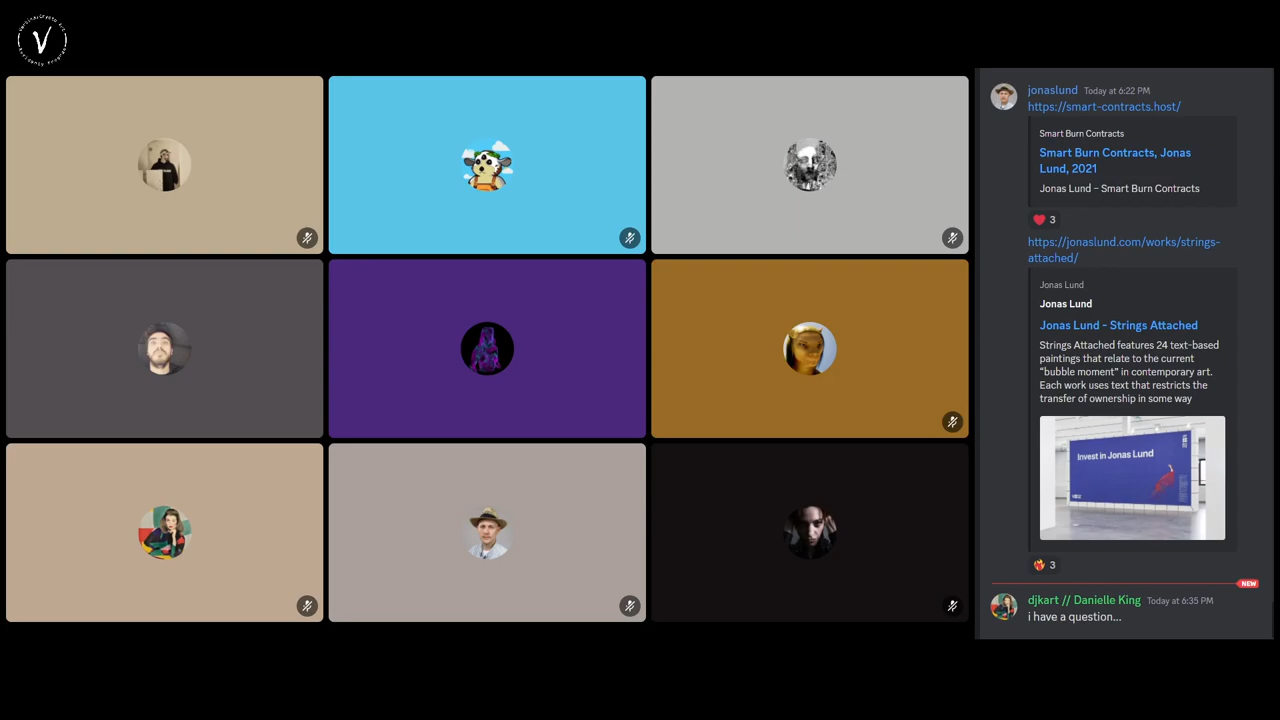 V
jonaslund Today at 6:22 PM
https://smart-contracts.host/
Smart Burn Contracts
Smart Burn Contracts, Jonas
Lund, 2021
Jonas Lund – Smart Burn Contracts
3
https://jonaslund.com/works/strings-
attached/
Jonas Lund
Jonas Lund
Jonas Lund - Strings Attached
Strings Attached features 24 text-based
paintings that relate to the current
“bubble moment” in contemporary art.
Each work uses text that restricts the
transfer of ownership in some way
Invest in Jonas Lund
3
NEW
djkart // Danielle King Today at 6:35 PM
i have a question...